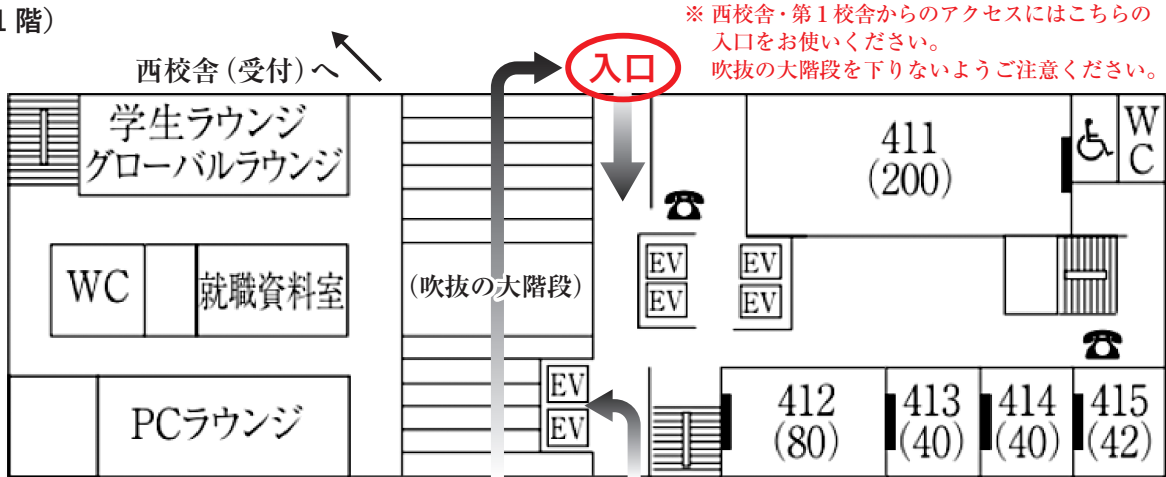 1 階）
※ 西校舎・第１校舎からのアクセスにはこちらの
入口をお使いください。
吹抜の大階段を下りないようご注意ください。
西校舎（受付）へ
入口
学生ラウンジ
グローバルラウンジ
411
(200)
WC
WC
就職資料室
(吹抜の大階段)
EV
EV
EV
EV
EV
EV
PCラウンジ
412
(80)
413
(40)
414
(40)
415
(42)